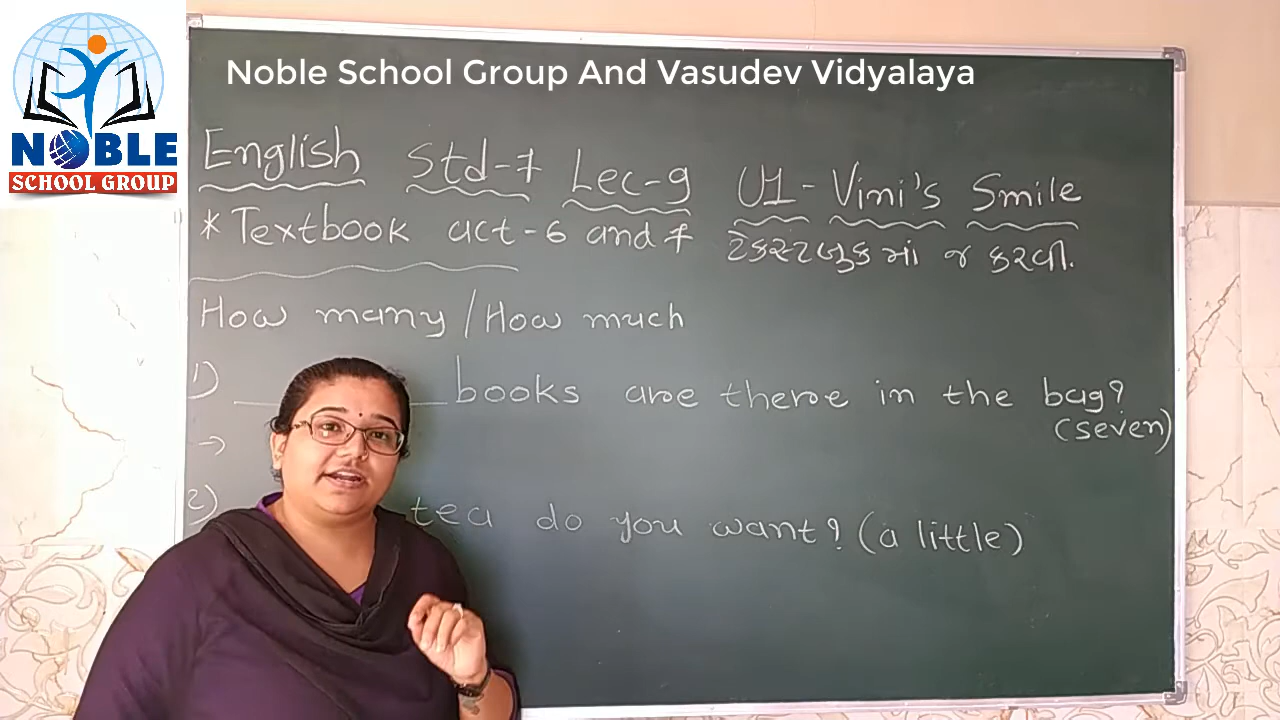 Noble School Group And Vasudev Vidyalaya
NOBLE
SCHOOL GROUP
English Std-7 Lec-9 U1- Vini's Smile
* Textbook act-6 and 7 ટેકસ્ટબુક માં જ કરવી.
How many / How much
1) ________ books are there in the bag?
(seven)
→
2) tea do you want? (a little)